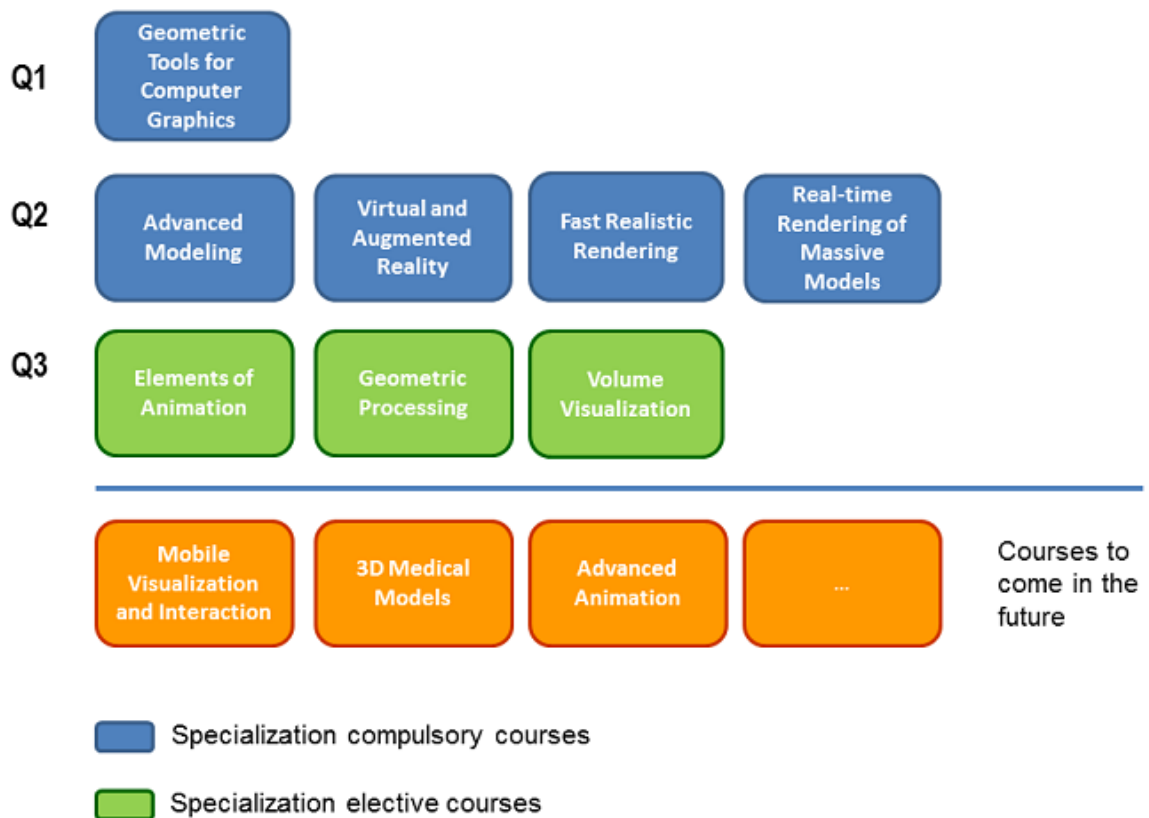 Q1
Geometric
Tools for
Computer
Graphics
Q2
Advanced
Modeling
Virtual and
Augmented
Reality
Fast Realistic
Rendering
Real-time
Rendering of
Massive
Models
Q3
Elements of
Animation
Geometric
Processing
Volume
Visualization
Mobile
Visualization
and Interaction
3D Medical
Models
Advanced
Animation
...
Courses to
come in the
future
Specialization compulsory courses
Specialization elective courses